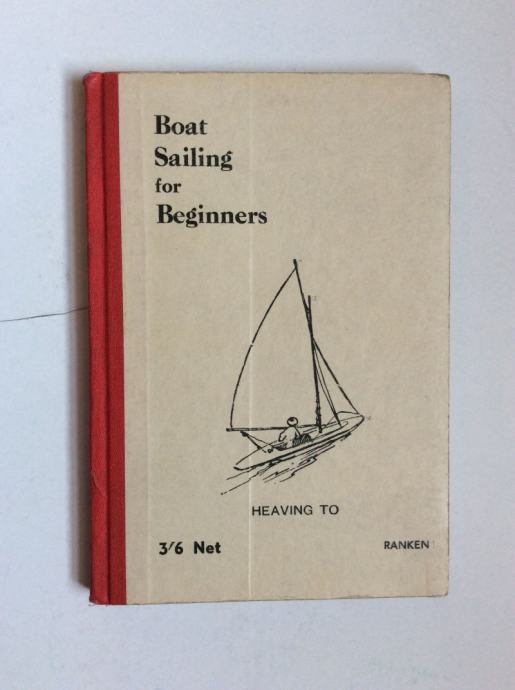 Boat
Sailing
for
Beginners
HEAVING TO
3/6 Net
RANKEN